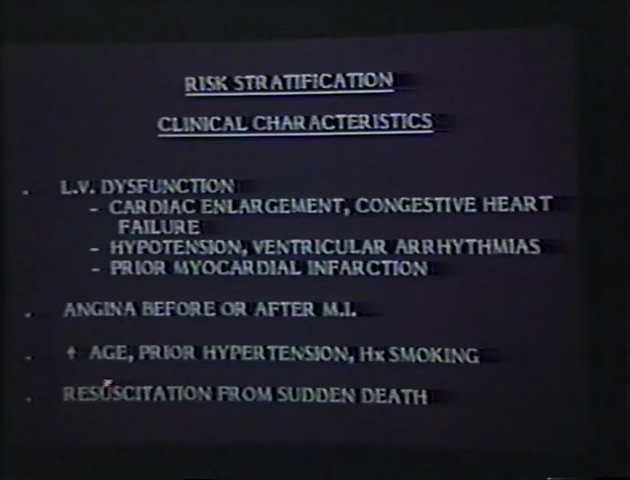 RISK STRATIFICATION
CLINICAL CHARACTERISTICS
. L.V. DYSFUNCTION
- CARDIAC ENLARGEMENT, CONGESTIVE HEART
FAILURE
- HYPOTENSION, VENTRICULAR ARRHYTHMIAS
- PRIOR MYOCARDIAL INFARCTION
. ANGINA BEFORE OR AFTER M.I.
. ↑ AGE, PRIOR HYPERTENSION, Hx SMOKING
. RESUSCITATION FROM SUDDEN DEATH